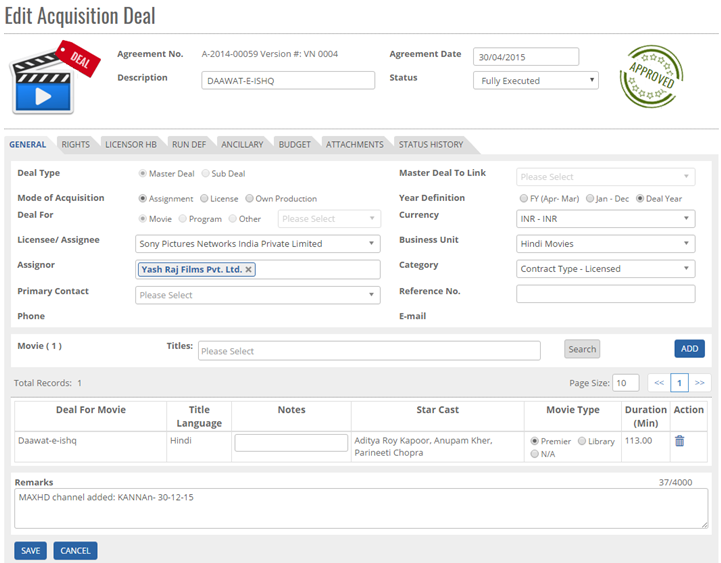 Edit Acquisition Deal
DEAL
Agreement No. A-2014-00059 Version #: VN 0004 Agreement Date 30/04/2015
Description DAAWAT-E-ISHQ Status Fully Executed
APPROVED
GENERAL RIGHTS LICENSOR HB RUN DEF ANCILLARY BUDGET ATTACHMENTS STATUS HISTORY
Deal Type Master Deal Sub Deal Master Deal To Link Please Select
Mode of Acquisition Assignment License Own Production Year Definition FY (Apr- Mar) Jan - Dec Deal Year
Deal For Movie Program Other Please Select Currency INR - INR
Licensee/ Assignee Sony Pictures Networks India Private Limited Business Unit Hindi Movies
Assignor Yash Raj Films Pvt. Ltd. Category Contract Type - Licensed
Primary Contact Please Select Reference No.
Phone E-mail
Movie ( 1 ) Titles: Please Select Search ADD
Total Records: 1 Page Size: 10 << 1 >>
Deal For Movie Title Language Notes Star Cast Movie Type Duration (Min) Action
Daawat-e-ishq Hindi Aditya Roy Kapoor, Anupam Kher, Premier Library 113.00
Parineeti Chopra N/A
Remarks 37/4000
MAXHD channel added: KANNAn- 30-12-15
SAVE CANCEL